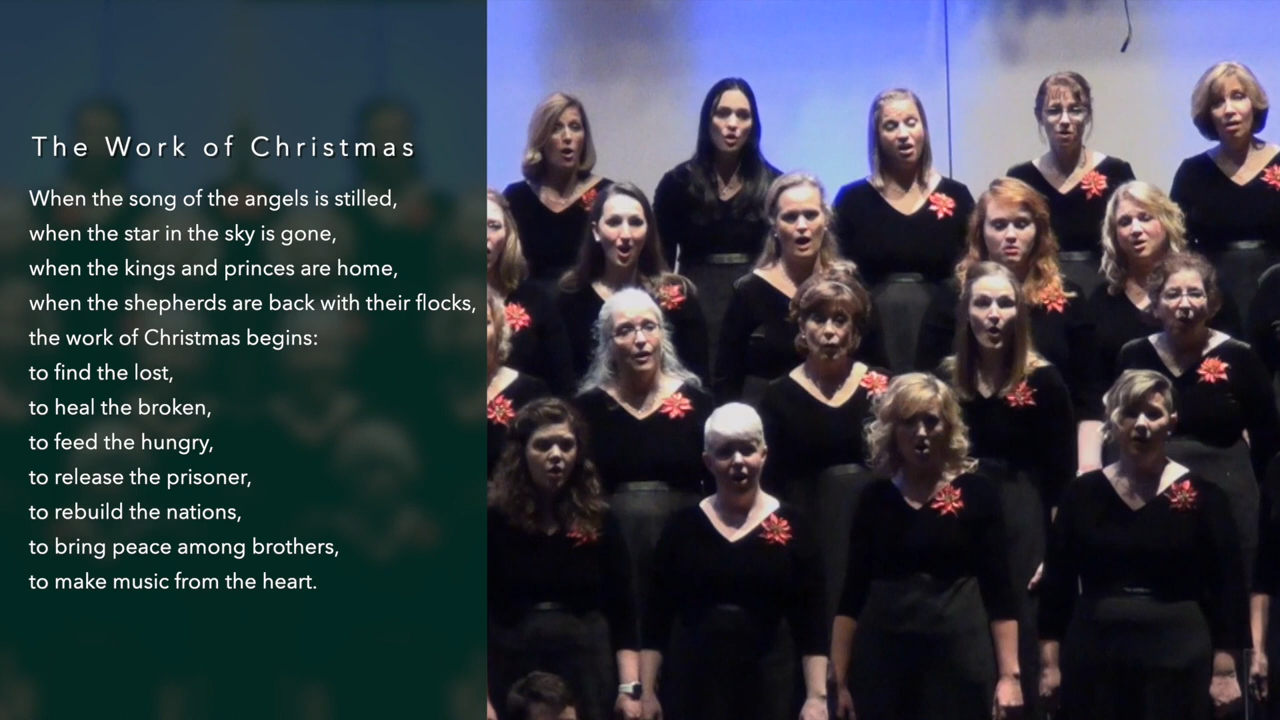 The Work of Christmas
When the song of the angels is stilled,
when the star in the sky is gone,
when the kings and princes are home,
when the shepherds are back with their flocks,
the work of Christmas begins:
to find the lost,
to heal the broken,
to feed the hungry,
to release the prisoner,
to rebuild the nations,
to bring peace among brothers,
to make music from the heart.